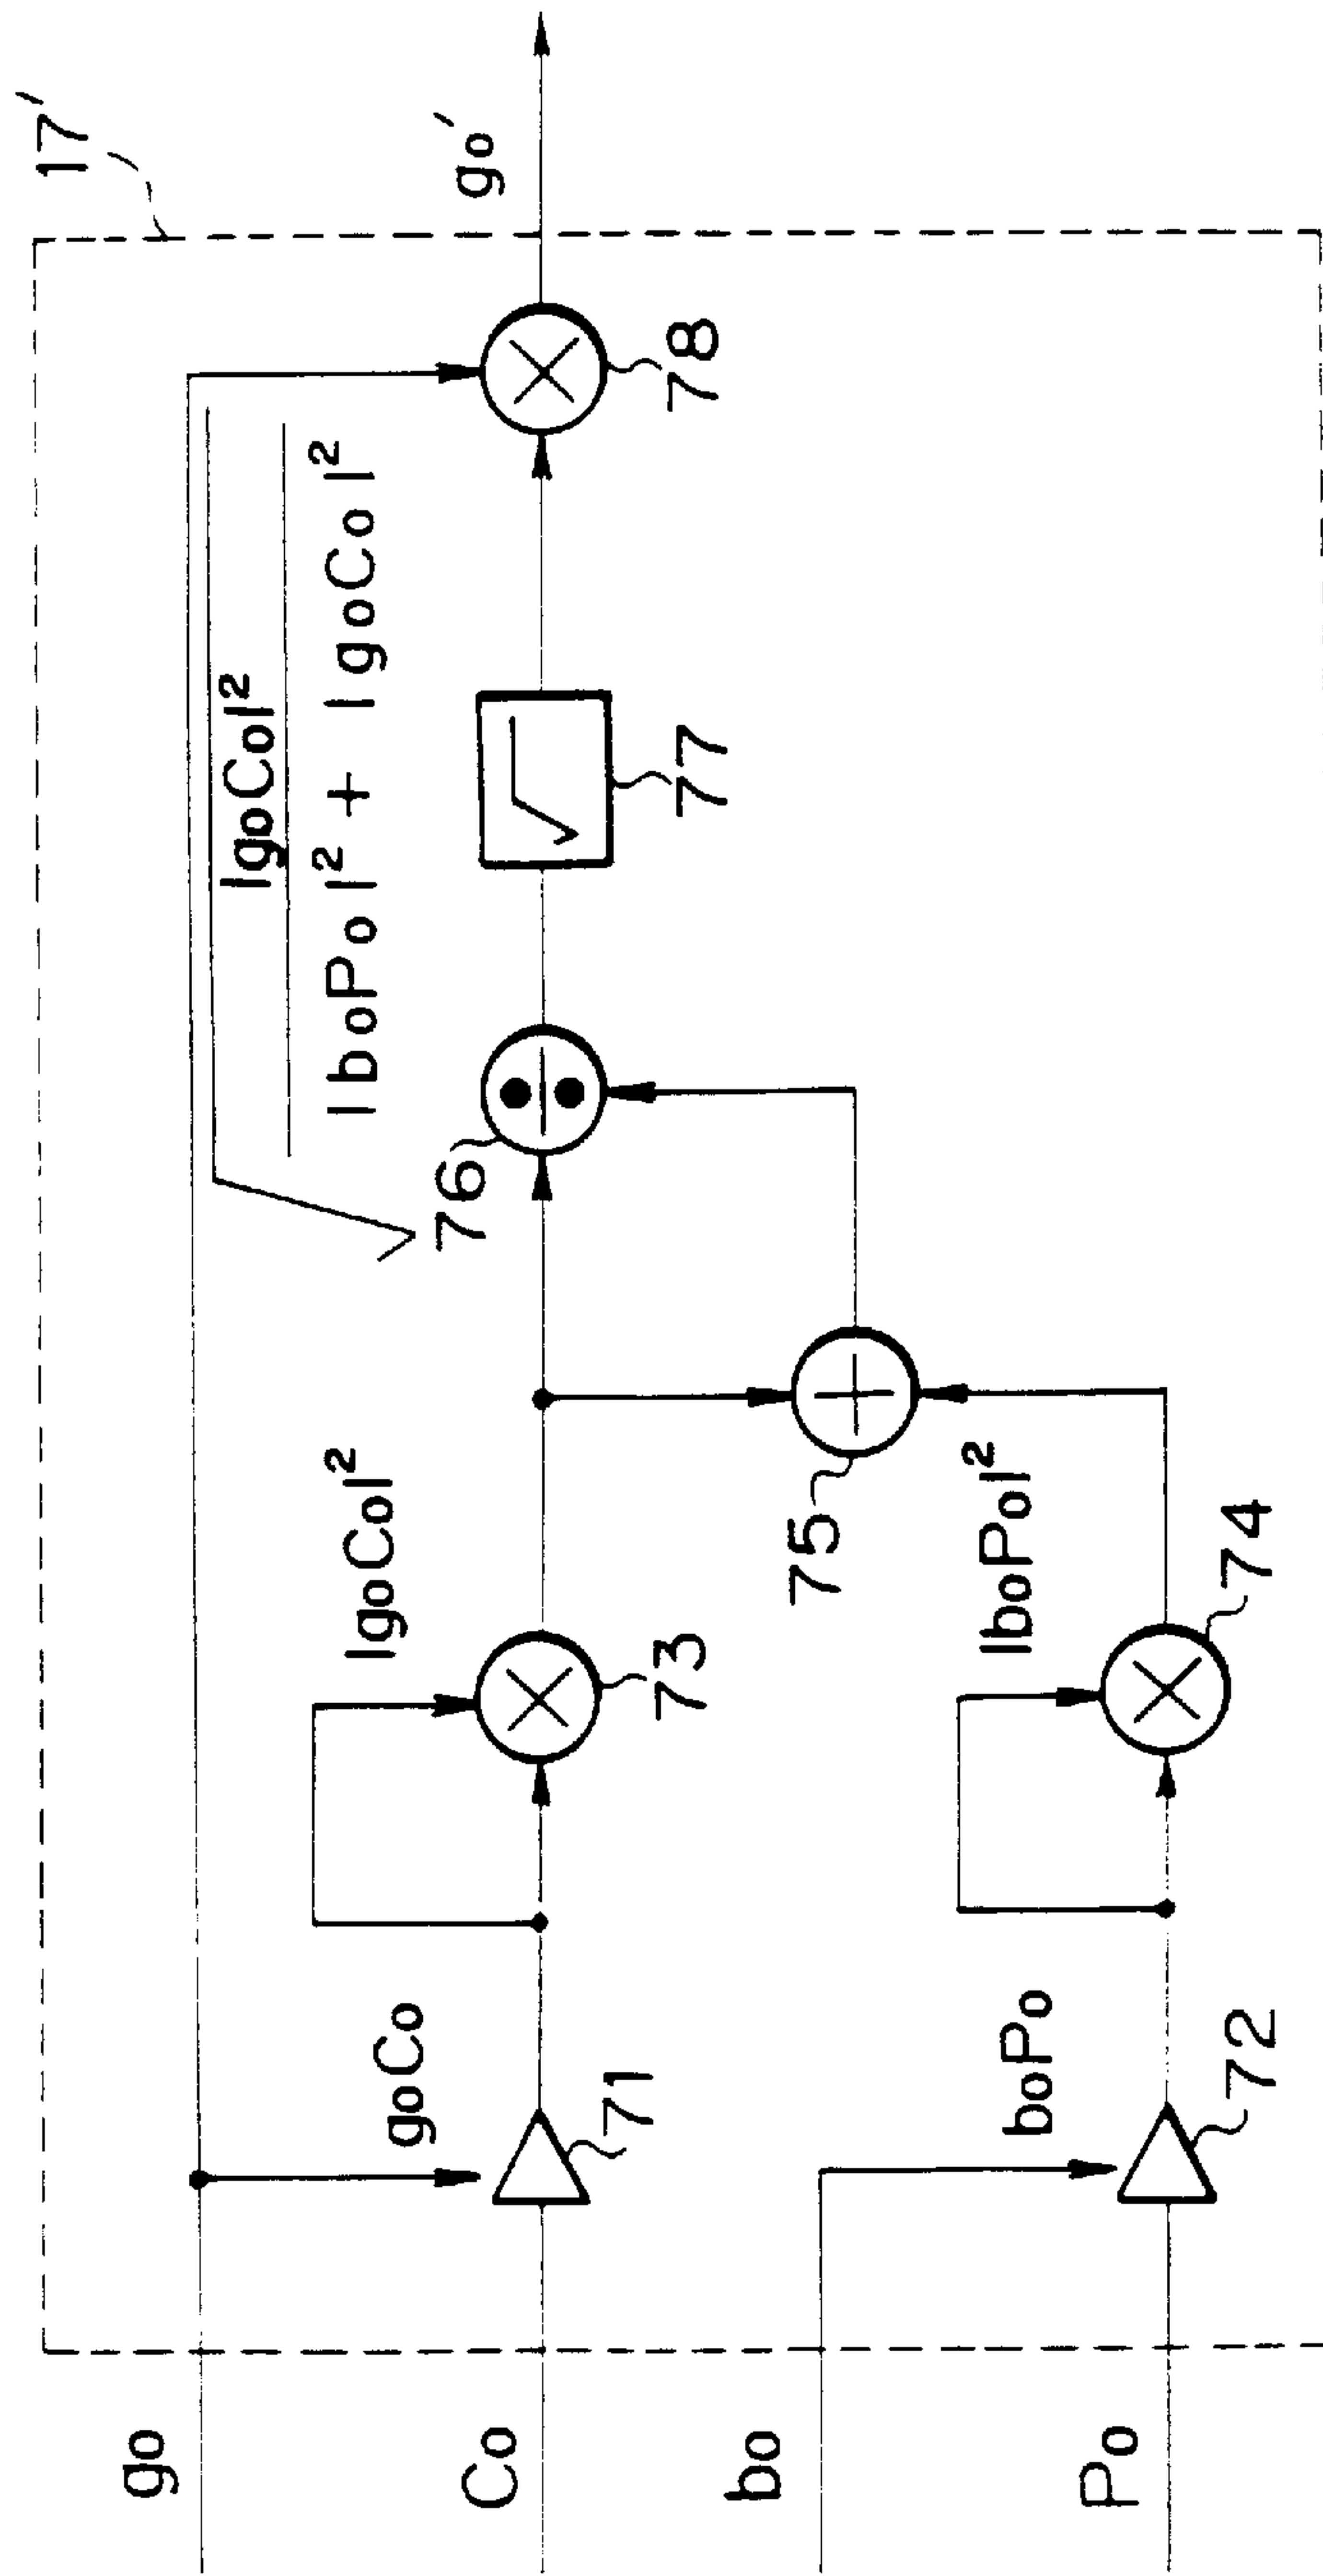 17'
go
Co
bo
Po
goCo
71
boPo
72
|goCo|²
73
|boPo|²
74
75
76
|goCo|²
|boPo|² + |goCo|²
77
78
go'